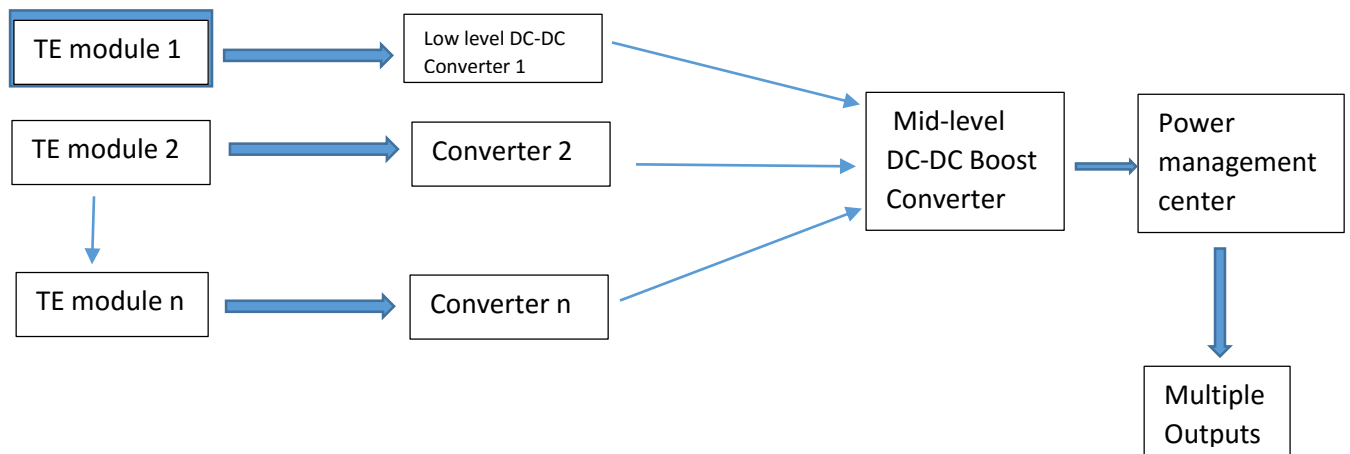 TE module 1
Low level DC-DC
Converter 1
TE module 2
Converter 2
TE module n
Converter n
Mid-level
DC-DC Boost
Converter
Power
management
center
Multiple
Outputs